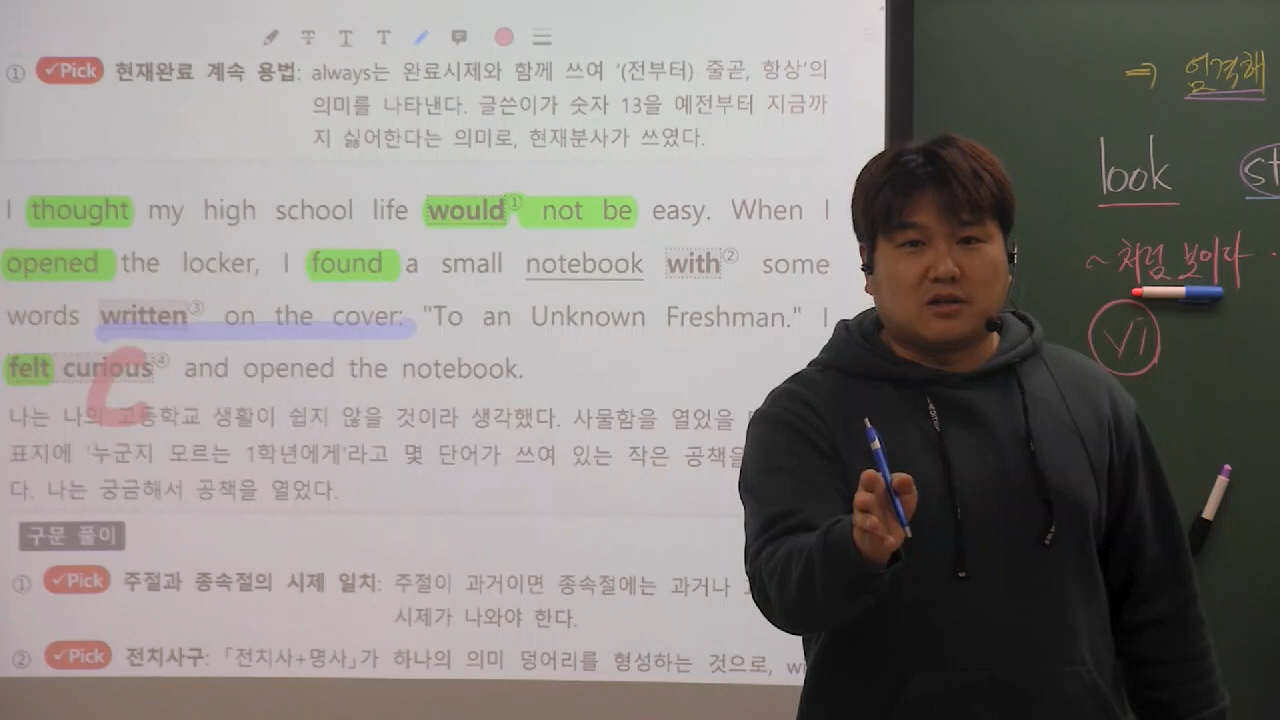 ① ✓Pick 현재완료 계속 용법: always는 완료시제와 함께 쓰여 '(전부터) 줄곧, 항상'의
의미를 나타낸다. 글쓴이가 숫자 13을 예전부터 지금까
지 싫어한다는 의미로, 현재분사가 쓰였다.
I thought my high school life would① not be easy. When I
opened the locker, I found a small notebook with② some
words written③ on the cover: "To an Unknown Freshman." I
felt curious④ and opened the notebook.
나는 나의 고등학교 생활이 쉽지 않을 것이라 생각했다. 사물함을 열었을
표지에 '누군지 모르는 1학년에게'라고 몇 단어가 쓰여 있는 작은 공책을
다. 나는 궁금해서 공책을 열었다.
구문 풀이
① ✓Pick 주절과 종속절의 시제 일치: 주절이 과거이면 종속절에는 과거나
시제가 나와야 한다.
② ✓Pick 전치사구: 「전치사+명사」가 하나의 의미 덩어리를 형성하는 것으로,
C
⇒ 엄격해
look st
~처럼 보이다
vi